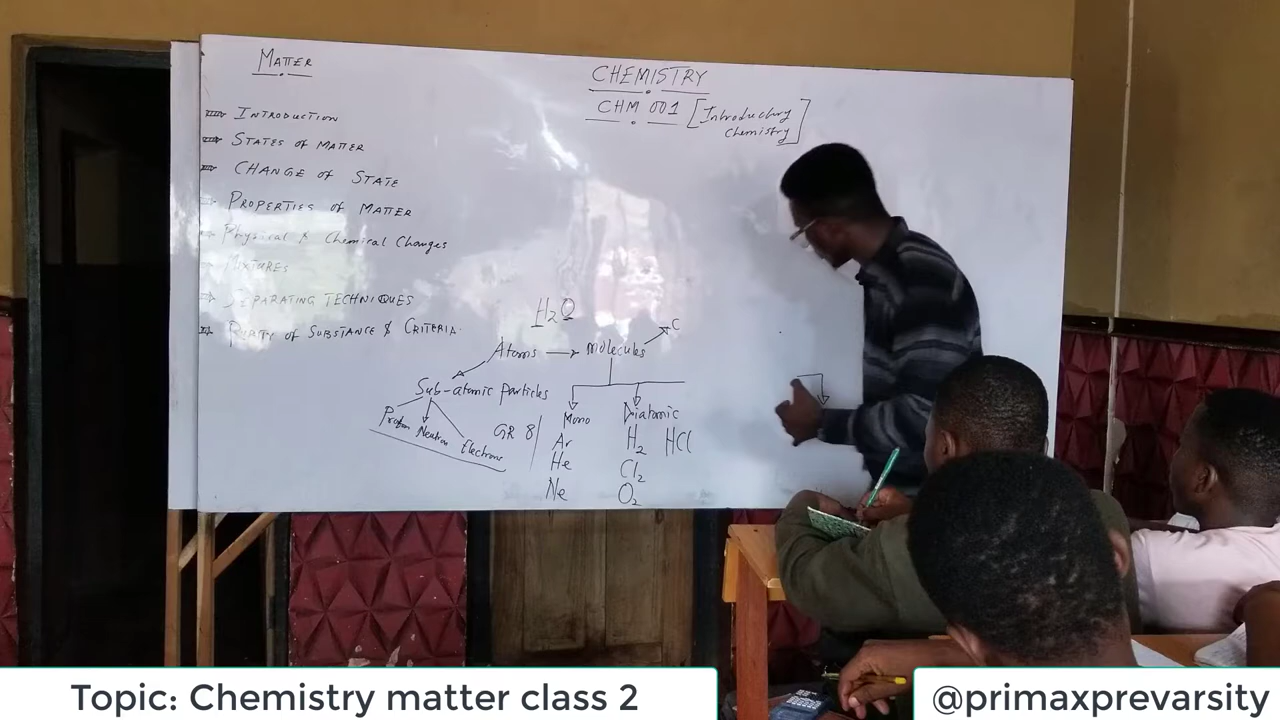 MATTER
INTRODUCTION
STATES OF MATTER
CHANGE OF STATE
PROPERTIES OF MATTER
Physical & Chemical Changes
MIXTURES
SEPARATING TECHNIQUES
PURITY OF SUBSTANCE & CRITERIA
CHEMISTRY
CHM 001 [Introductory
Chemistry]
H2O
Atoms → Molecules → C
Sub-atomic particles
Proton Neutron Electrons
GR 8
Mono Diatomic
Ar H2 HCl
He Cl2
Ne O2
Topic: Chemistry matter class 2
@primaxprevarsity